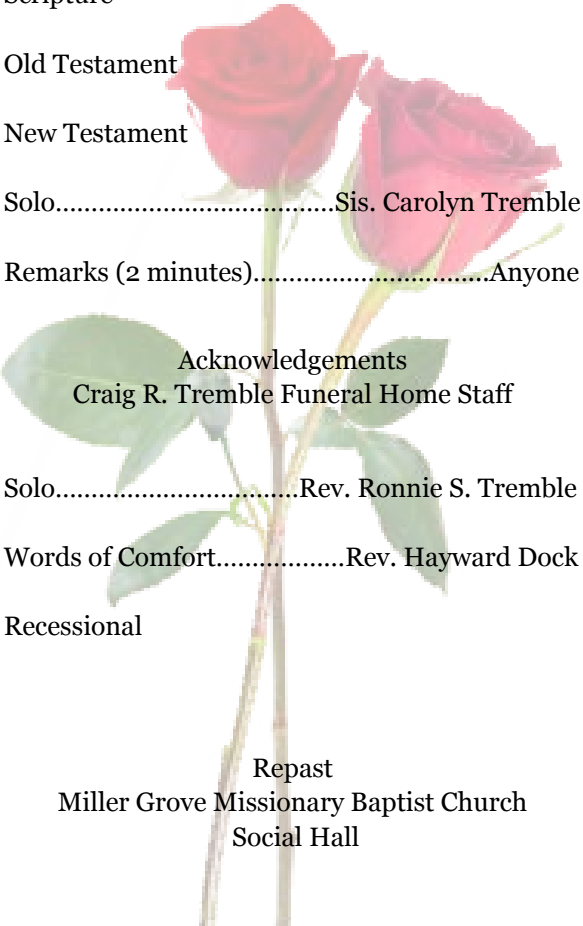 Scripture
Old Testament
New Testament
Solo.......................................Sis. Carolyn Tremble
Remarks (2 minutes).................................Anyone
Acknowledgements
Craig R. Tremble Funeral Home Staff
Solo..................................Rev. Ronnie S. Tremble
Words of Comfort..................Rev. Hayward Dock
Recessional
Repast
Miller Grove Missionary Baptist Church
Social Hall